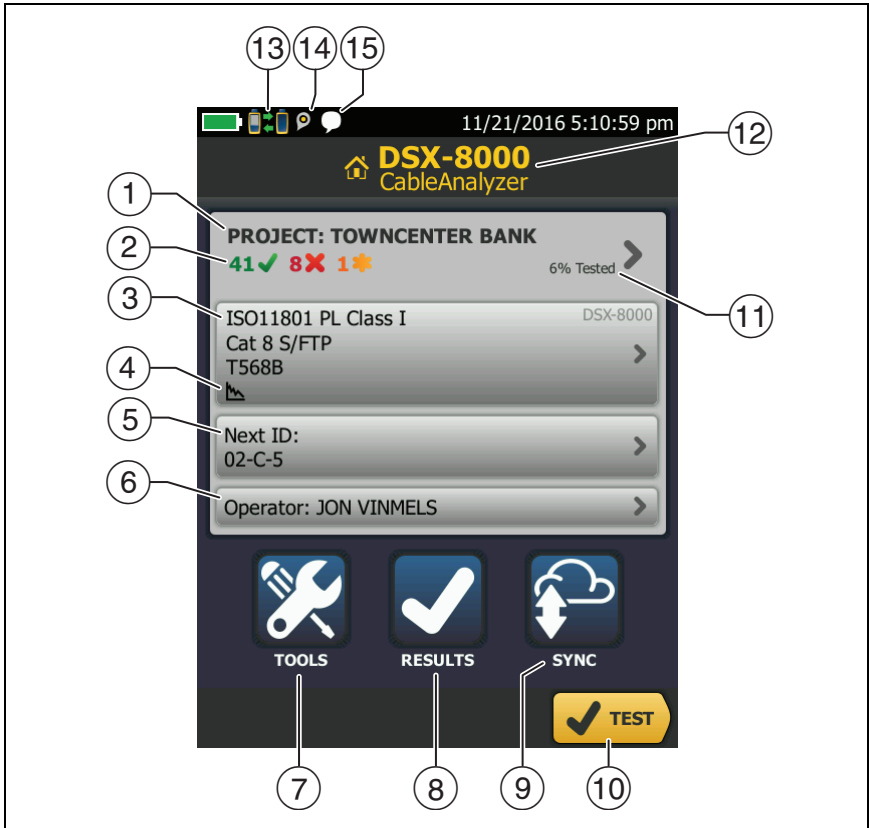 13 14 15
11/21/2016 5:10:59 pm
12
DSX-8000
CableAnalyzer
1
PROJECT: TOWNCENTER BANK
2
41 8 1
6% Tested
11
3
ISO11801 PL Class I
DSX-8000
Cat 8 S/FTP
T568B
4
5
Next ID:
02-C-5
6
Operator: JON VINMELS
TOOLS RESULTS SYNC
TEST
7 8 9 10